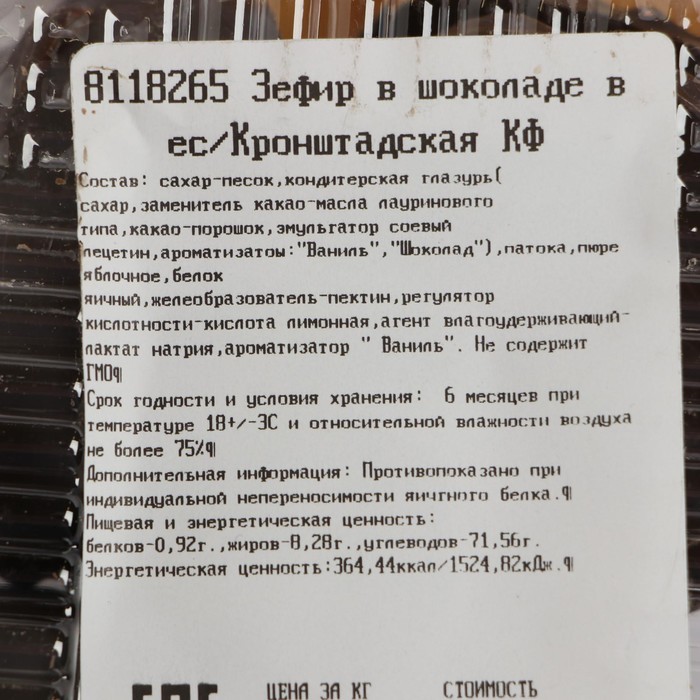 8118265 Зефир в шоколаде в
ес/Кронштадская КФ
Состав: сахар-песок,кондитерская глазурь(
сахар,заменитель какао-масла лауринового
типа,какао-порошок,эмульгатор соевый
лецетин,ароматизатоы:"Ваниль","Шоколад"),патока,пюре
яблочное,белок
яичный,желеобразователь-пектин,регулятор
кислотности-кислота лимонная,агент влагоудерживающий-
лактат натрия,ароматизатор " Ваниль". Не содержит
ГМО¶
Срок годности и условия хранения: 6 месяцев при
температуре 18+/-3С и относительной влажности воздуха
не более 75%¶
Дополнительная информация: Противопоказано при
индивидуальной непереносимости яичгного белка.¶
Пищевая и энергетическая ценность:
белков-0,92г.,жиров-8,28г.,углеводов-71,56г.
Энергетическая ценность:364,44ккал/1524,82кДж.¶
ЦЕНА ЗА КГ СТОИМОСТЬ